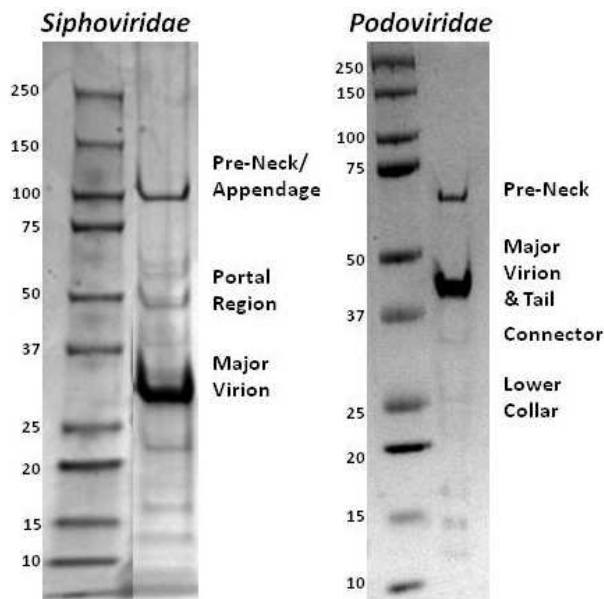 Siphoviridae
250
150
100
75
50
37
25
20
15
10
Pre-Neck/
Appendage
Portal
Region
Major
Virion
Podoviridae
250
150
100
75
50
37
25
20
15
10
Pre-Neck
Major
Virion
& Tail
Connector
Lower
Collar